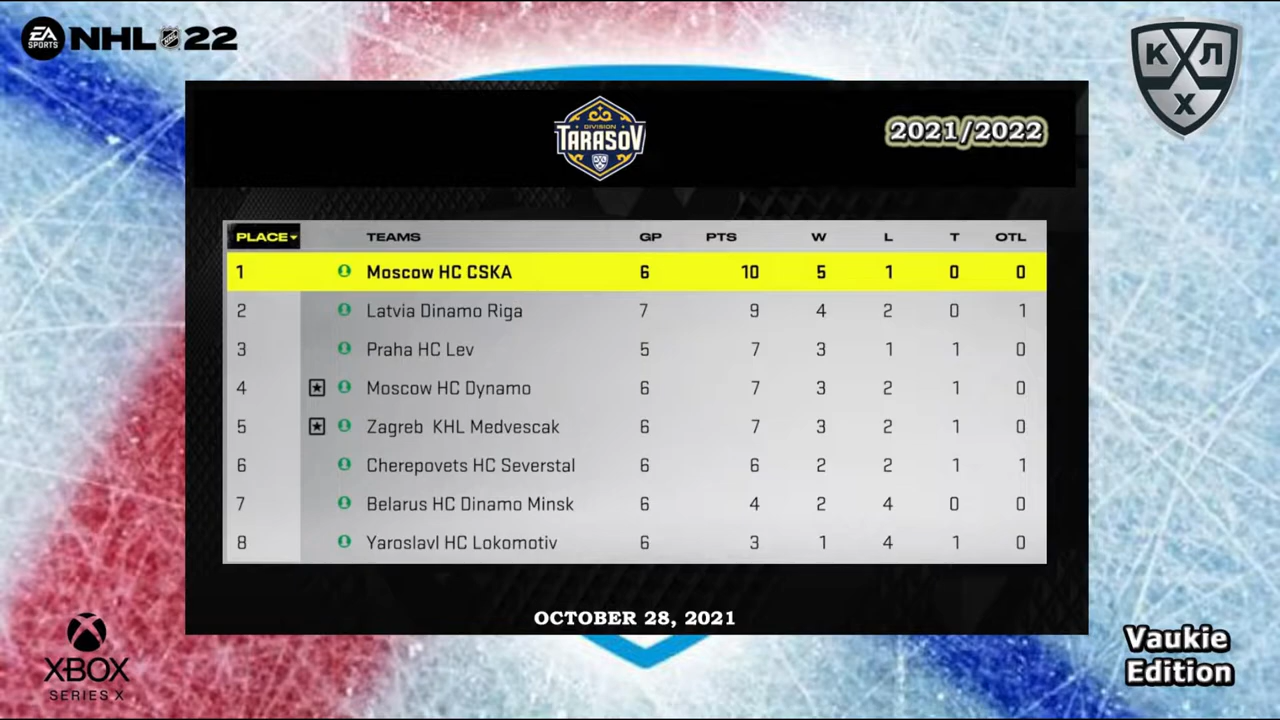 EA SPORTS NHL 22
К Л Х
DIVISION
TARASOV
2021/2022
PLACE TEAMS GP PTS W L T OTL
1 Moscow HC CSKA 6 10 5 1 0 0
2 Latvia Dinamo Riga 7 9 4 2 0 1
3 Praha HC Lev 5 7 3 1 1 0
4 Moscow HC Dynamo 6 7 3 2 1 0
5 Zagreb KHL Medvescak 6 7 3 2 1 0
6 Cherepovets HC Severstal 6 6 2 2 1 1
7 Belarus HC Dinamo Minsk 6 4 2 4 0 0
8 Yaroslavl HC Lokomotiv 6 3 1 4 1 0
OCTOBER 28, 2021
XBOX
SERIES X
Vaukie
Edition